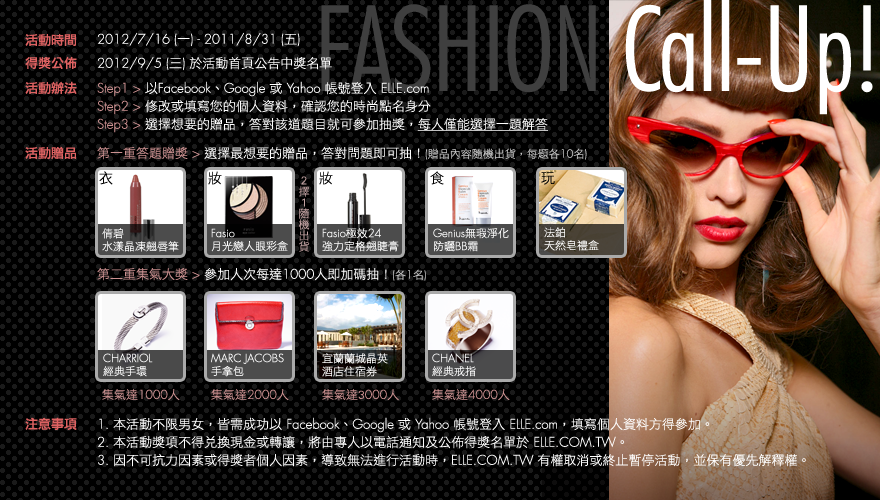 FASHION Call-Up!
活動時間 2012/7/16 (一) - 2011/8/31 (五)
得獎公佈 2012/9/5 (三) 於活動首頁公告中獎名單
活動辦法 Step1 > 以Facebook、Google 或 Yahoo 帳號登入 ELLE.com
Step2 > 修改或填寫您的個人資料，確認您的時尚點名身分
Step3 > 選擇想要的贈品，答對該道題目就可參加抽獎，每人僅能選擇一題解答
活動贈品 第一重答題贈獎 > 選擇最想要的贈品，答對問題即可抽！(贈品內容隨機出貨，每題各10名)
衣
倩碧
水漾晶凍翹唇筆
妝
Fasio
月光戀人眼彩盒
2擇1隨機出貨
妝
Fasio極效24
強力定格翹睫膏
食
Genius無瑕淨化
防曬BB霜
玩
法鉑
天然皂禮盒
第二重集氣大獎 > 參加人次每達1000人即加碼抽！(各1名)
CHARRIOL
經典手環
MARC JACOBS
手拿包
宜蘭蘭城晶英
酒店住宿券
CHANEL
經典戒指
集氣達1000人 集氣達2000人 集氣達3000人 集氣達4000人
注意事項 1. 本活動不限男女，皆需成功以 Facebook、Google 或 Yahoo 帳號登入 ELLE.com，填寫個人資料方得參加。
2. 本活動獎項不得兌換現金或轉讓，將由專人以電話通知及公佈得獎名單於 ELLE.COM.TW。
3. 因不可抗力因素或得獎者個人因素，導致無法進行活動時，ELLE.COM.TW 有權取消或終止暫停活動，並保有優先解釋權。